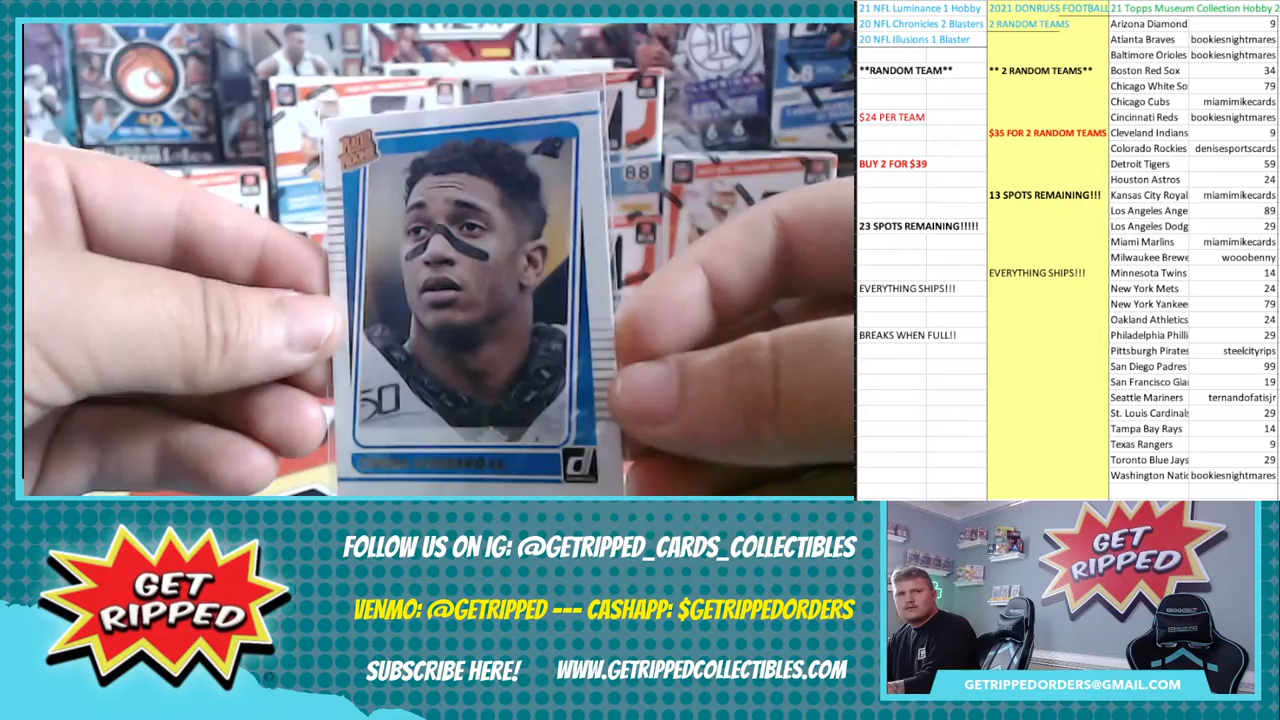 88
RATED ROOKIE
50
d
21 NFL Luminance 1 Hobby
20 NFL Chronicles 2 Blasters
20 NFL Illusions 1 Blaster
**RANDOM TEAM**
$24 PER TEAM
BUY 2 FOR $39
23 SPOTS REMAINING!!!!!
EVERYTHING SHIPS!!!
BREAKS WHEN FULL!!
2021 DONRUSS FOOTBALL
2 RANDOM TEAMS
** 2 RANDOM TEAMS**
$35 FOR 2 RANDOM TEAMS
13 SPOTS REMAINING!!!
EVERYTHING SHIPS!!!
21 Topps Museum Collection Hobby 2
Arizona Diamond 9
Atlanta Braves bookiesnightmares
Baltimore Orioles bookiesnightmares
Boston Red Sox 34
Chicago White So 79
Chicago Cubs miamimikecards
Cincinnati Reds bookiesnightmares
Cleveland Indians 9
Colorado Rockies denisesportscards
Detroit Tigers 59
Houston Astros 24
Kansas City Royal miamimikecards
Los Angeles Ange 89
Los Angeles Dodg 29
Miami Marlins miamimikecards
Milwaukee Brewe wooobenny
Minnesota Twins 14
New York Mets 24
New York Yankee 79
Oakland Athletics 24
Philadelphia Philli 29
Pittsburgh Pirates steelcityrips
San Diego Padres 99
San Francisco Gia 19
Seattle Mariners ternandofatisjr
St. Louis Cardinals 29
Tampa Bay Rays 14
Texas Rangers 9
Toronto Blue Jays 29
Washington Natic bookiesnightmares
GET
RIPPED
FOLLOW US ON IG: @GETRIPPED_CARDS_COLLECTIBLES
VENMO: @GETRIPPED --- CASHAPP: $GETRIPPEDORDERS
SUBSCRIBE HERE! WWW.GETRIPPEDCOLLECTIBLES.COM
GET
RIPPED
GETRIPPEDORDERS@GMAIL.COM